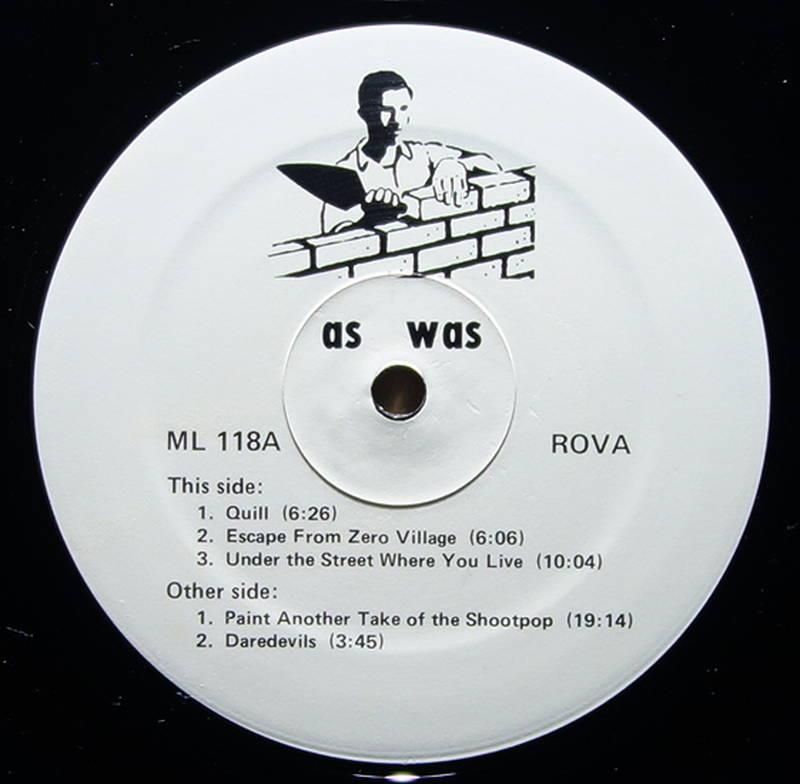 as was
ML 118A ROVA
This side:
1. Quill (6:26)
2. Escape From Zero Village (6:06)
3. Under the Street Where You Live (10:04)
Other side:
1. Paint Another Take of the Shootpop (19:14)
2. Daredevils (3:45)